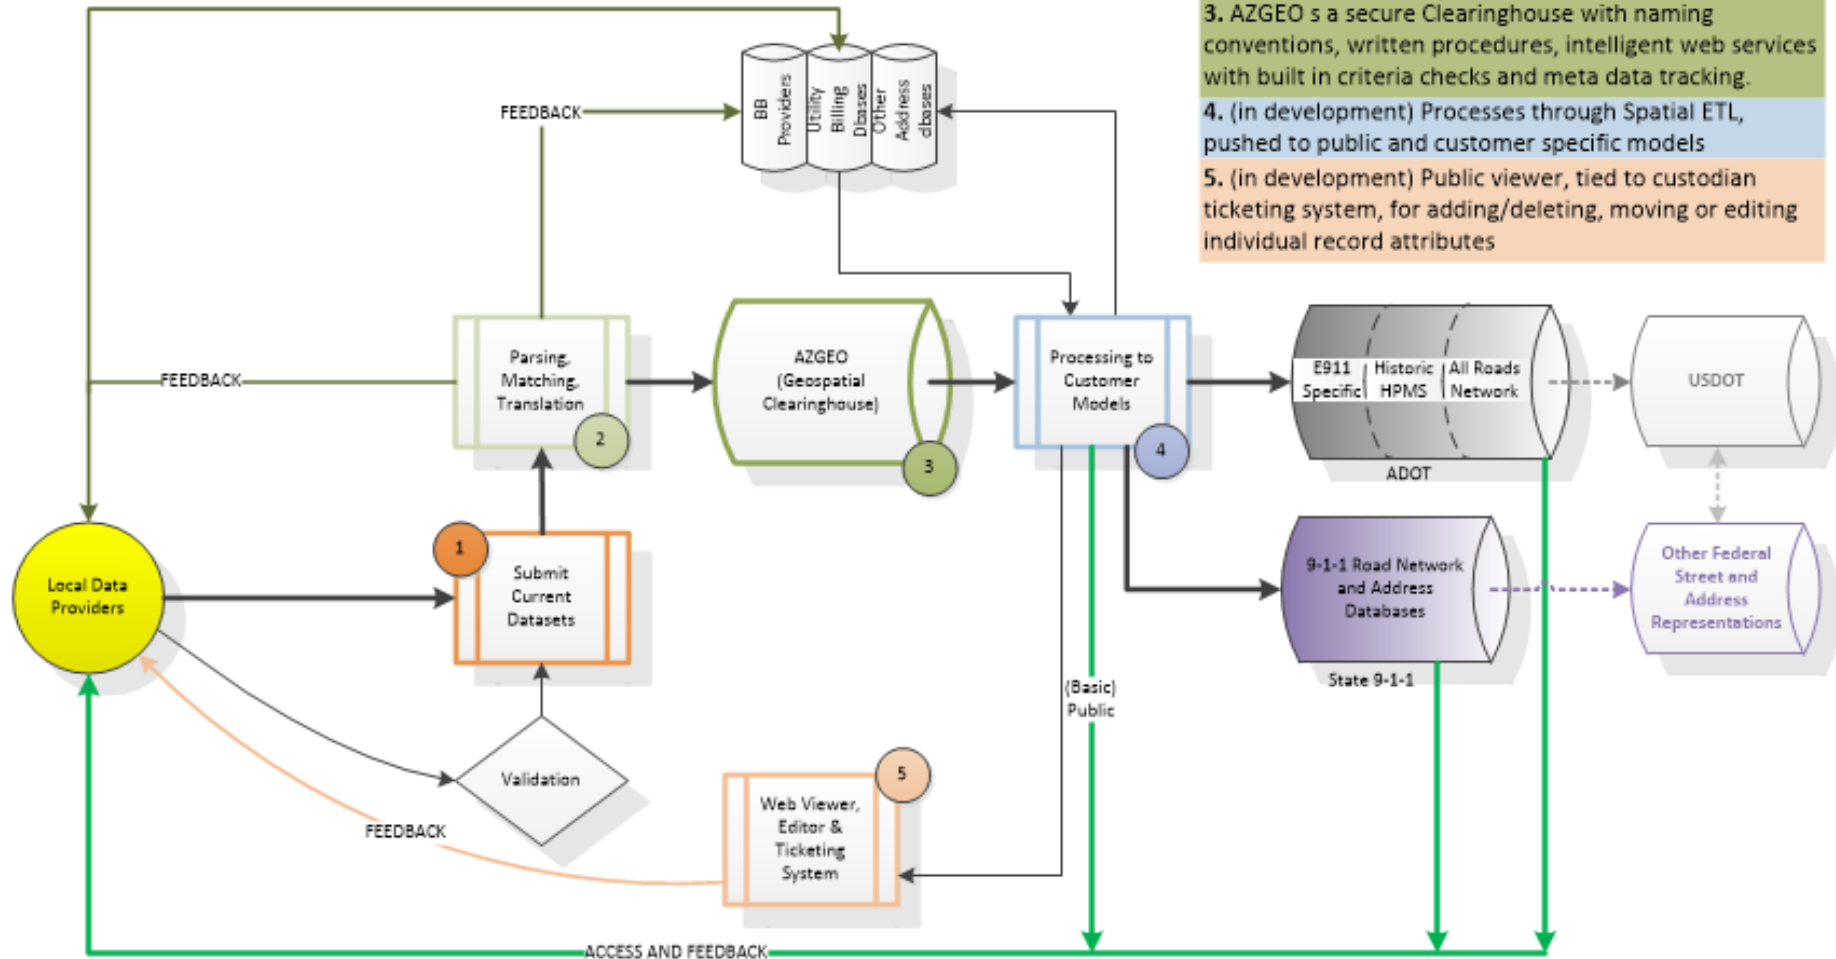 3. AZGEO s a secure Clearinghouse with naming
conventions, written procedures, intelligent web services
with built in criteria checks and meta data tracking.
4. (in development) Processes through Spatial ETL,
pushed to public and customer specific models
5. (in development) Public viewer, tied to custodian
ticketing system, for adding/deleting, moving or editing
individual record attributes
BB
Providers
Utility
Billing
Dbases
Other
Address
dbases
FEEDBACK
FEEDBACK
Parsing,
Matching,
Translation
2
AZGEO
(Geospatial
Clearinghouse)
3
Processing to
Customer
Models
4
E911
Specific
Historic
HPMS
All Roads
Network
ADOT
USDOT
Local Data
Providers
1
Submit
Current
Datasets
9-1-1 Road Network
and Address
Databases
State 9-1-1
Other Federal
Street and
Address
Representations
(Basic)
Public
Validation
FEEDBACK
5
Web Viewer,
Editor &
Ticketing
System
ACCESS AND FEEDBACK